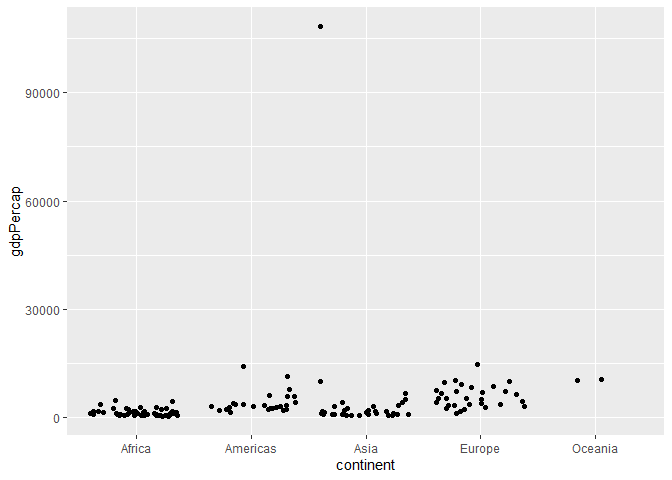 90000
60000
30000
0
gdpPercap
Africa
Americas
Asia
Europe
Oceania
continent